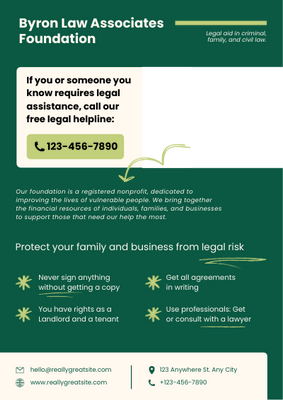 Byron Law Associates
Foundation
Legal aid in criminal,
family, and civil law.
If you or someone you
know requires legal
assistance, call our
free legal helpline:
123-456-7890
Our foundation is a registered nonprofit, dedicated to
improving the lives of vulnerable people. We bring together
the financial resources of individuals, families, and businesses
to support those that need our help the most.
Protect your family and business from legal risk
Never sign anything
without getting a copy
Get all agreements
in writing
You have rights as a
Landlord and a tenant
Use professionals: Get
or consult with a lawyer
hello@reallygreatsite.com
www.reallygreatsite.com
123 Anywhere St. Any City
+123-456-7890